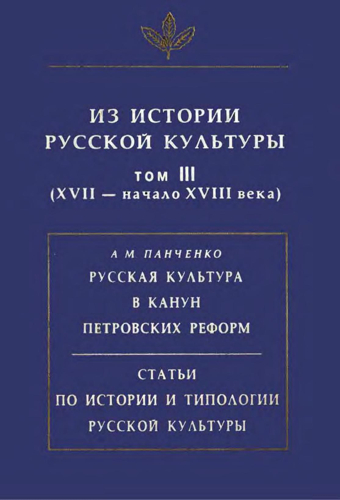 ИЗ ИСТОРИИ
РУССКОЙ КУЛЬТУРЫ
ТОМ III
(XVII — начало XVIII века)
А М ПАНЧЕНКО
РУССКАЯ КУЛЬТУРА
В КАНУН
ПЕТРОВСКИХ РЕФОРМ
СТАТЬИ
ПО ИСТОРИИ И ТИПОЛОГИИ
РУССКОЙ КУЛЬТУРЫ